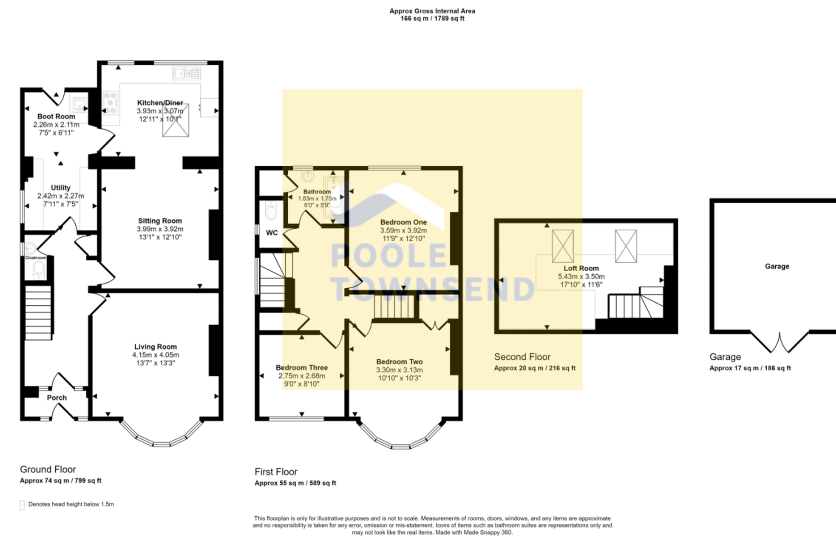 Approx Gross Internal Area
166 sq m / 1789 sq ft
Boot Room
2.26m x 2.11m
7'5" x 6'11"
Kitchen/Diner
3.93m x 3.07m
12'11" x 10'1"
Utility
2.42m x 2.27m
7'11" x 7'5"
Sitting Room
3.99m x 3.92m
13'1" x 12'10"
Cloakroom
Living Room
4.15m x 4.05m
13'7" x 13'3"
Porch
Ground Floor
Approx 74 sq m / 799 sq ft
Denotes head height below 1.5m
Bathroom
1.83m x 1.75m
6'0" x 5'9"
WC
Bedroom One
3.59m x 3.92m
11'9" x 12'10"
POOLE
TOWNSEND
Bedroom Three
2.75m x 2.68m
9'0" x 8'10"
Bedroom Two
3.30m x 3.13m
10'10" x 10'3"
First Floor
Approx 55 sq m / 589 sq ft
Loft Room
5.43m x 3.50m
17'10" x 11'6"
Second Floor
Approx 20 sq m / 216 sq ft
Garage
Garage
Approx 17 sq m / 186 sq ft
This floorplan is only for illustrative purposes and is not to scale. Measurements of rooms, doors, windows, and any items are approximate
and no responsibility is taken for any error, omission or mis-statement. Icons of items such as bathroom suites are representations only and
may not look like the real items. Made with Made Snappy 360.